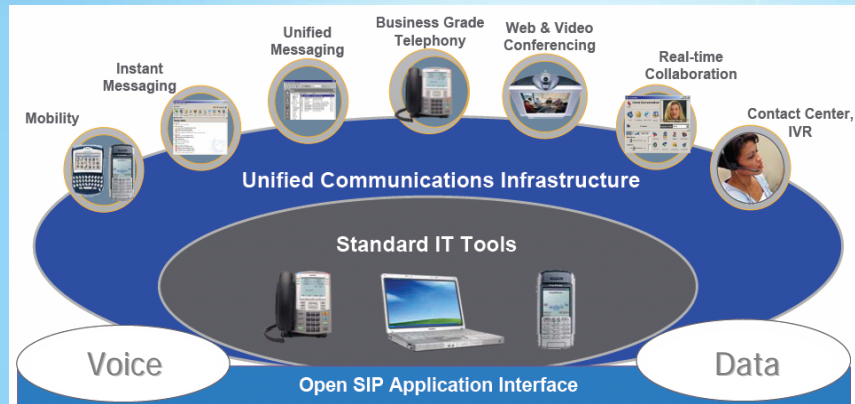 Mobility
Instant
Messaging
Unified
Messaging
Business Grade
Telephony
Web & Video
Conferencing
Real-time
Collaboration
Contact Center,
IVR
Unified Communications Infrastructure
Standard IT Tools
Voice
Data
Open SIP Application Interface